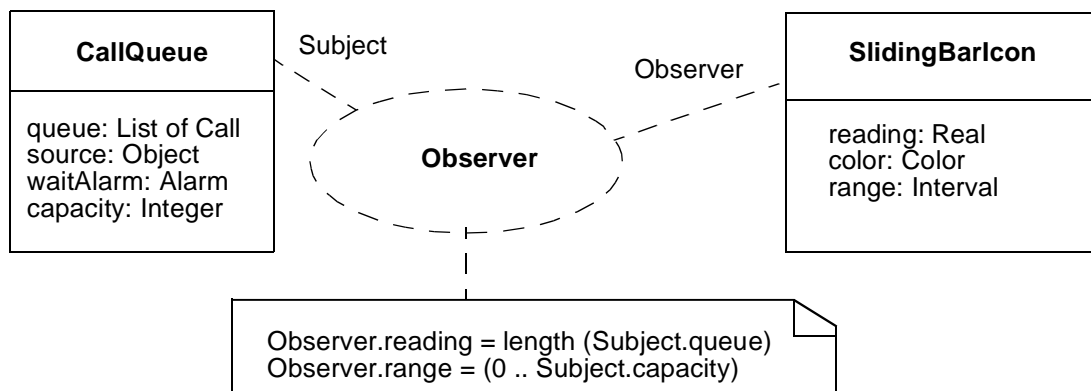 CallQueue
queue: List of Call
source: Object
waitAlarm: Alarm
capacity: Integer
Subject
Observer
Observer
SlidingBarIcon
reading: Real
color: Color
range: Interval
Observer.reading = length (Subject.queue)
Observer.range = (0 .. Subject.capacity)